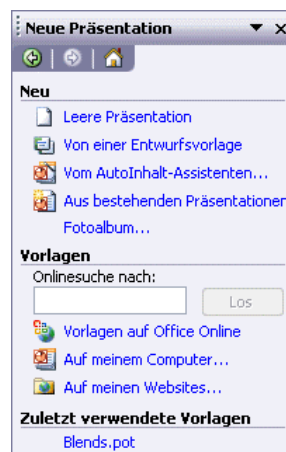 Neue Präsentation
Neu
Leere Präsentation
Von einer Entwurfsvorlage
Vom AutoInhalt-Assistenten...
Aus bestehenden Präsentationen
Fotoalbum...
Vorlagen
Onlinesuche nach:
Los
Vorlagen auf Office Online
Auf meinem Computer...
Auf meinen Websites...
Zuletzt verwendete Vorlagen
Blends.pot